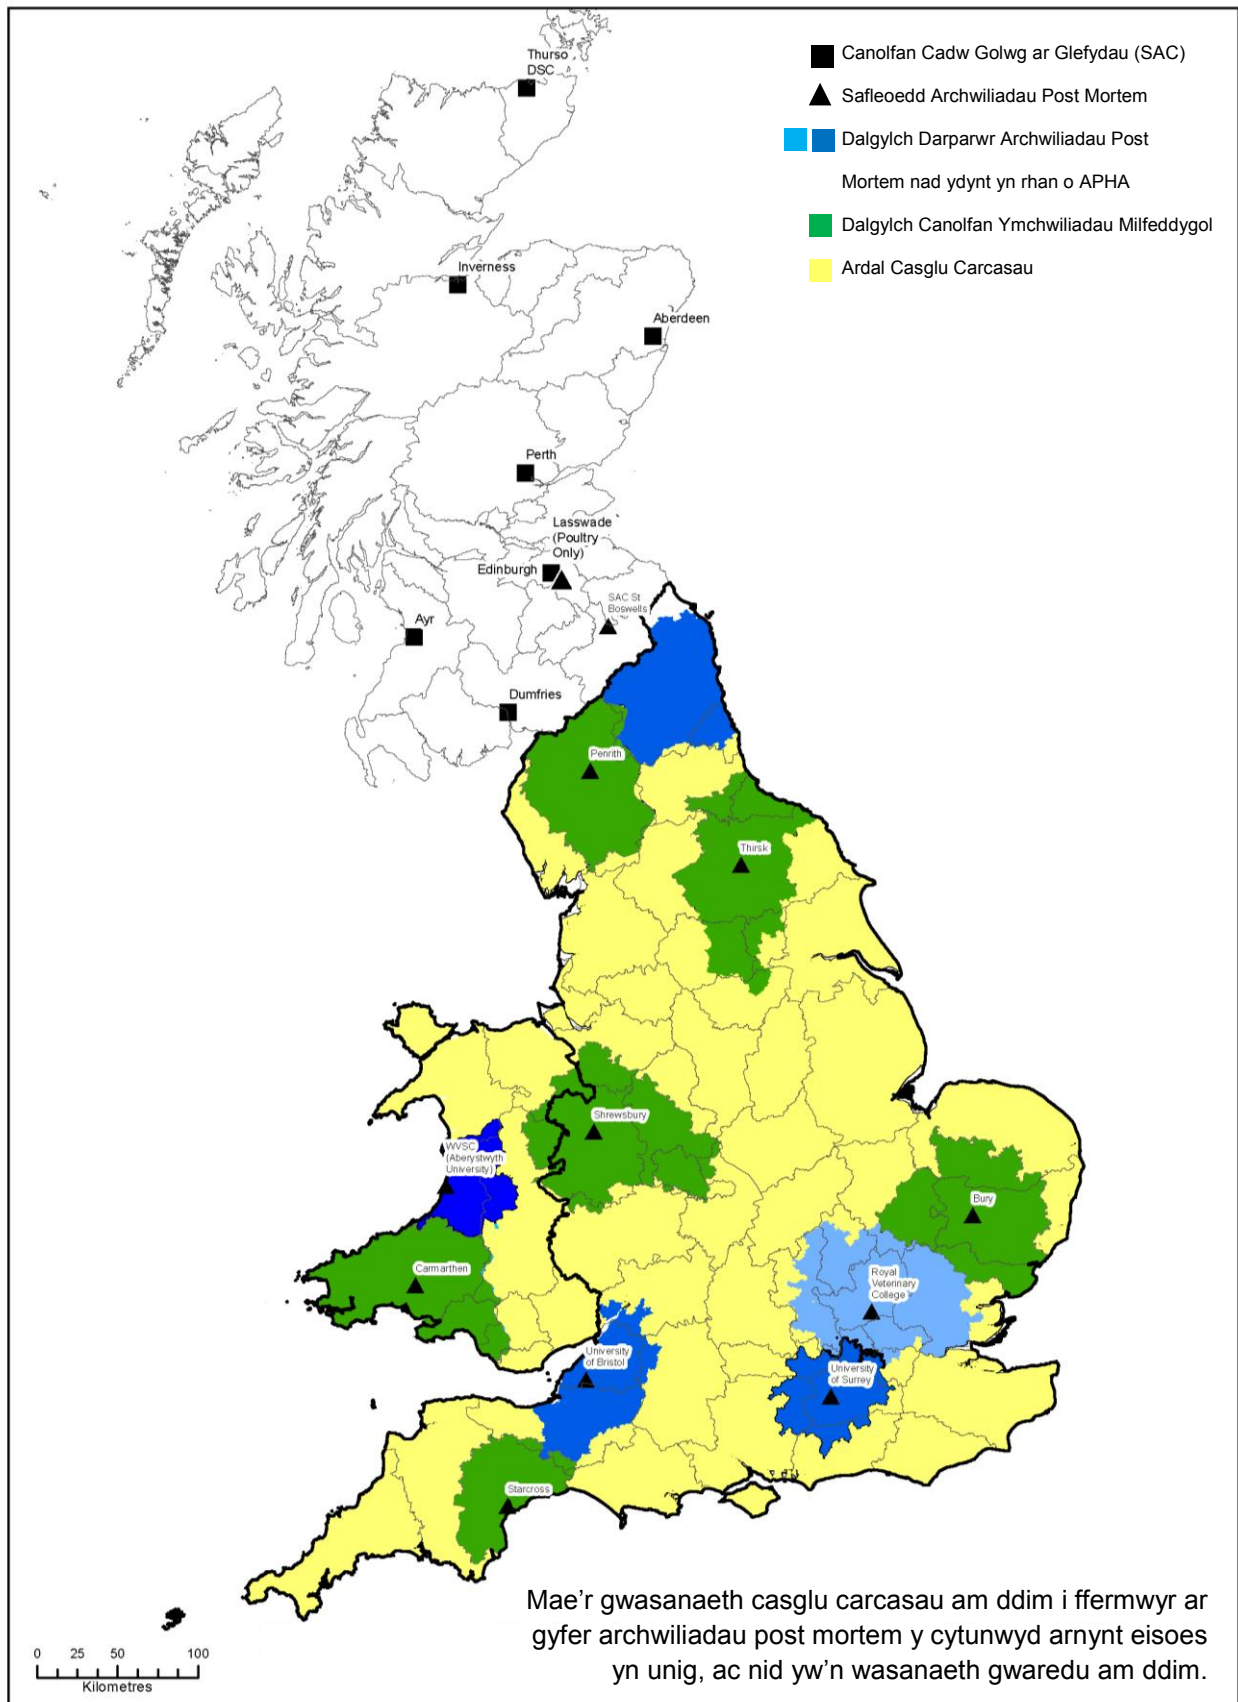 Thurso
DSC
Canolfan Cadw Golwg ar Glefydau (SAC)
Safleoedd Archwiliadau Post Mortem
Dalgylch Darparwr Archwiliadau Post
Mortem nad ydynt yn rhan o APHA
Dalgylch Canolfan Ymchwiliadau Milfeddygol
Ardal Casglu Carcasau
Inverness
Aberdeen
Perth
Lasswade
(Poultry
Only)
Edinburgh
SAC St
Boswells
Ayr
Dumfries
Penrith
Thirsk
Shrewsbury
WVSC
(Aberystwyth
University)
Bury
Carmarthen
Royal
Veterinary
College
University
of Bristol
University
of Surrey
Starcross
Mae'r gwasanaeth casglu carcasau am ddim i ffermwyr ar
gyfer archwiliadau post mortem y cytunwyd arnynt eisoes
yn unig, ac nid yw'n wasanaeth gwaredu am ddim.
0 25 50 100
Kilometres